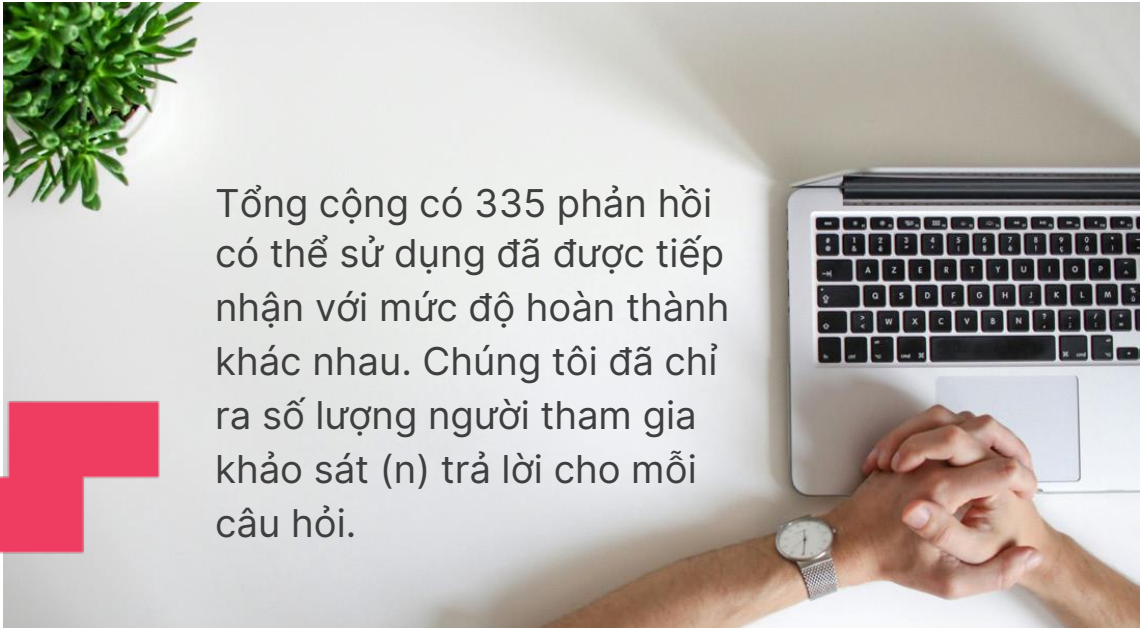 Tổng cộng có 335 phản hồi
có thể sử dụng đã được tiếp
nhận với mức độ hoàn thành
khác nhau. Chúng tôi đã chỉ
ra số lượng người tham gia
khảo sát (n) trả lời cho mỗi
câu hỏi.